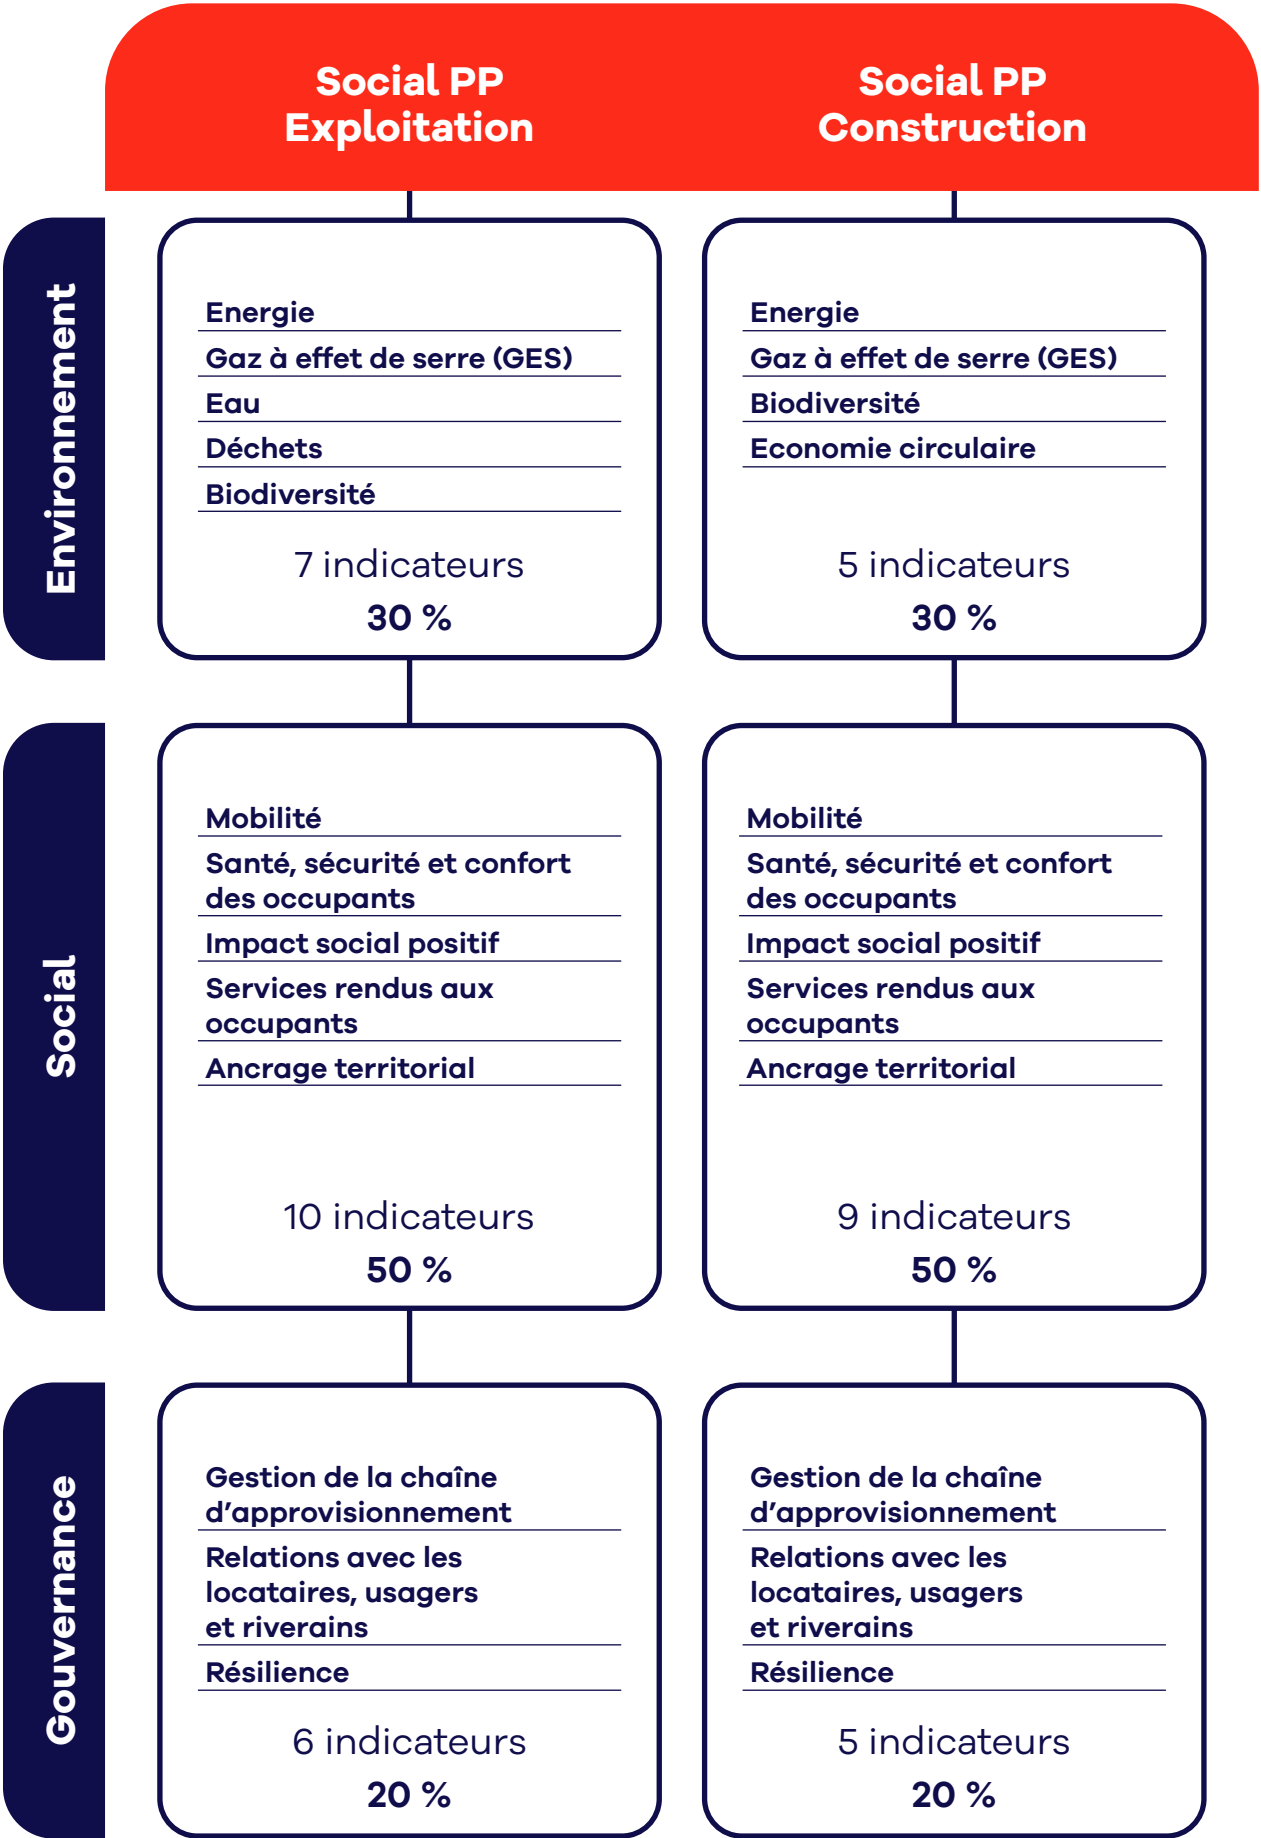 Social PP
Exploitation
Social PP
Construction
Environnement
Energie
Gaz à effet de serre (GES)
Eau
Déchets
Biodiversité
7 indicateurs
30 %
Energie
Gaz à effet de serre (GES)
Biodiversité
Economie circulaire
5 indicateurs
30 %
Social
Mobilité
Santé, sécurité et confort
des occupants
Impact social positif
Services rendus aux
occupants
Ancrage territorial
10 indicateurs
50 %
Mobilité
Santé, sécurité et confort
des occupants
Impact social positif
Services rendus aux
occupants
Ancrage territorial
9 indicateurs
50 %
Gouvernance
Gestion de la chaîne
d’approvisionnement
Relations avec les
locataires, usagers
et riverains
Résilience
6 indicateurs
20 %
Gestion de la chaîne
d’approvisionnement
Relations avec les
locataires, usagers
et riverains
Résilience
5 indicateurs
20 %